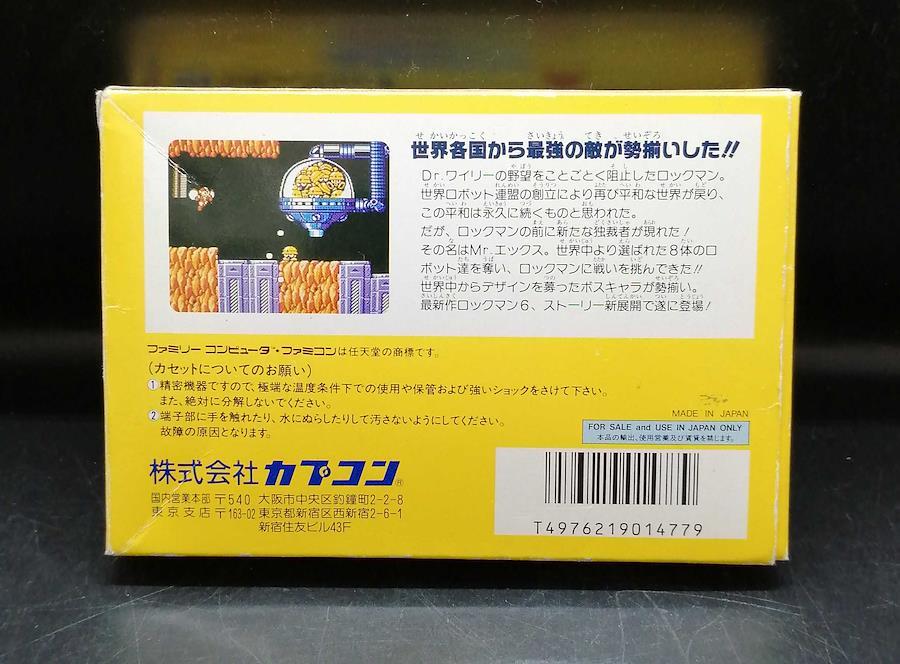 世界各国から最強の敵が勢揃いした!!
Dr.ワイリーの野望をことごとく阻止したロックマン。
世界ロボット連盟の創立により再び平和な世界が戻り、
この平和は永久に続くものと思われた。
だが、ロックマンの前に新たな独裁者が現れた!
その名はMr.エックス。世界中より選ばれた8体のロ
ボット達を奪い、ロックマンに戦いを挑んできた!!
世界中からデザインを募ったボスキャラが勢揃い。
最新作ロックマン6、ストーリー新展開で遂に登場!
ファミリー コンピュータ™・ファミコンは任天堂の商標です。
(カセットについてのお願い)
①精密機器ですので、極端な温度条件下での使用や保管および強いショックをさけて下さい。
また、絶対に分解しないでください。
②端子部に手を触れたり、水にぬらしたりして汚さないようにしてください。
故障の原因となります。
MADE IN JAPAN
FOR SALE and USE IN JAPAN ONLY
本品の輸出、使用営業及び賃貸を禁じます。
株式会社カプコン®
国内営業本部 〒540 大阪市中央区釣鐘町2-2-8
東京支店 〒163-02 東京都新宿区西新宿2-6-1
新宿住友ビル43F
T4976219014779